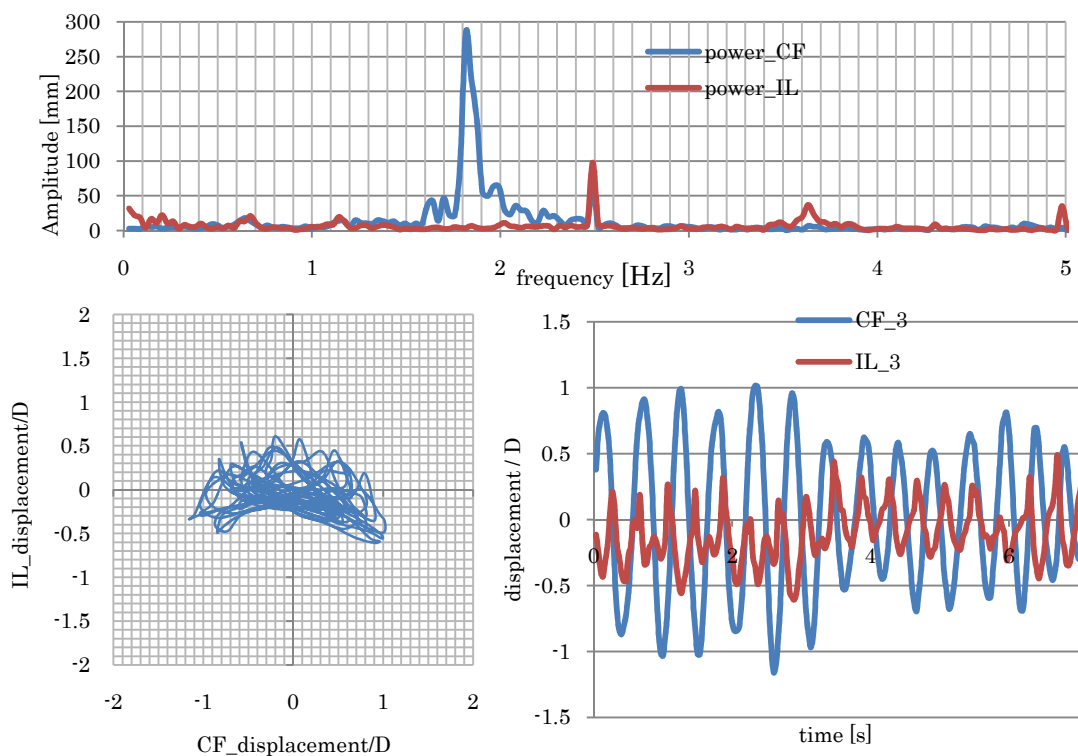 300
250
200
150
100
50
0
Amplitude [mm]
power_CF
power_IL
0 1 2 3 4 5
frequency [Hz]
2
1.5
1
0.5
0
-0.5
-1
-1.5
-2
IL_displacement/D
-2 -1 0 1 2
CF_displacement/D
1.5
1
0.5
0
-0.5
-1
-1.5
displacement / D
CF_3
IL_3
0 2 4 6
time [s]